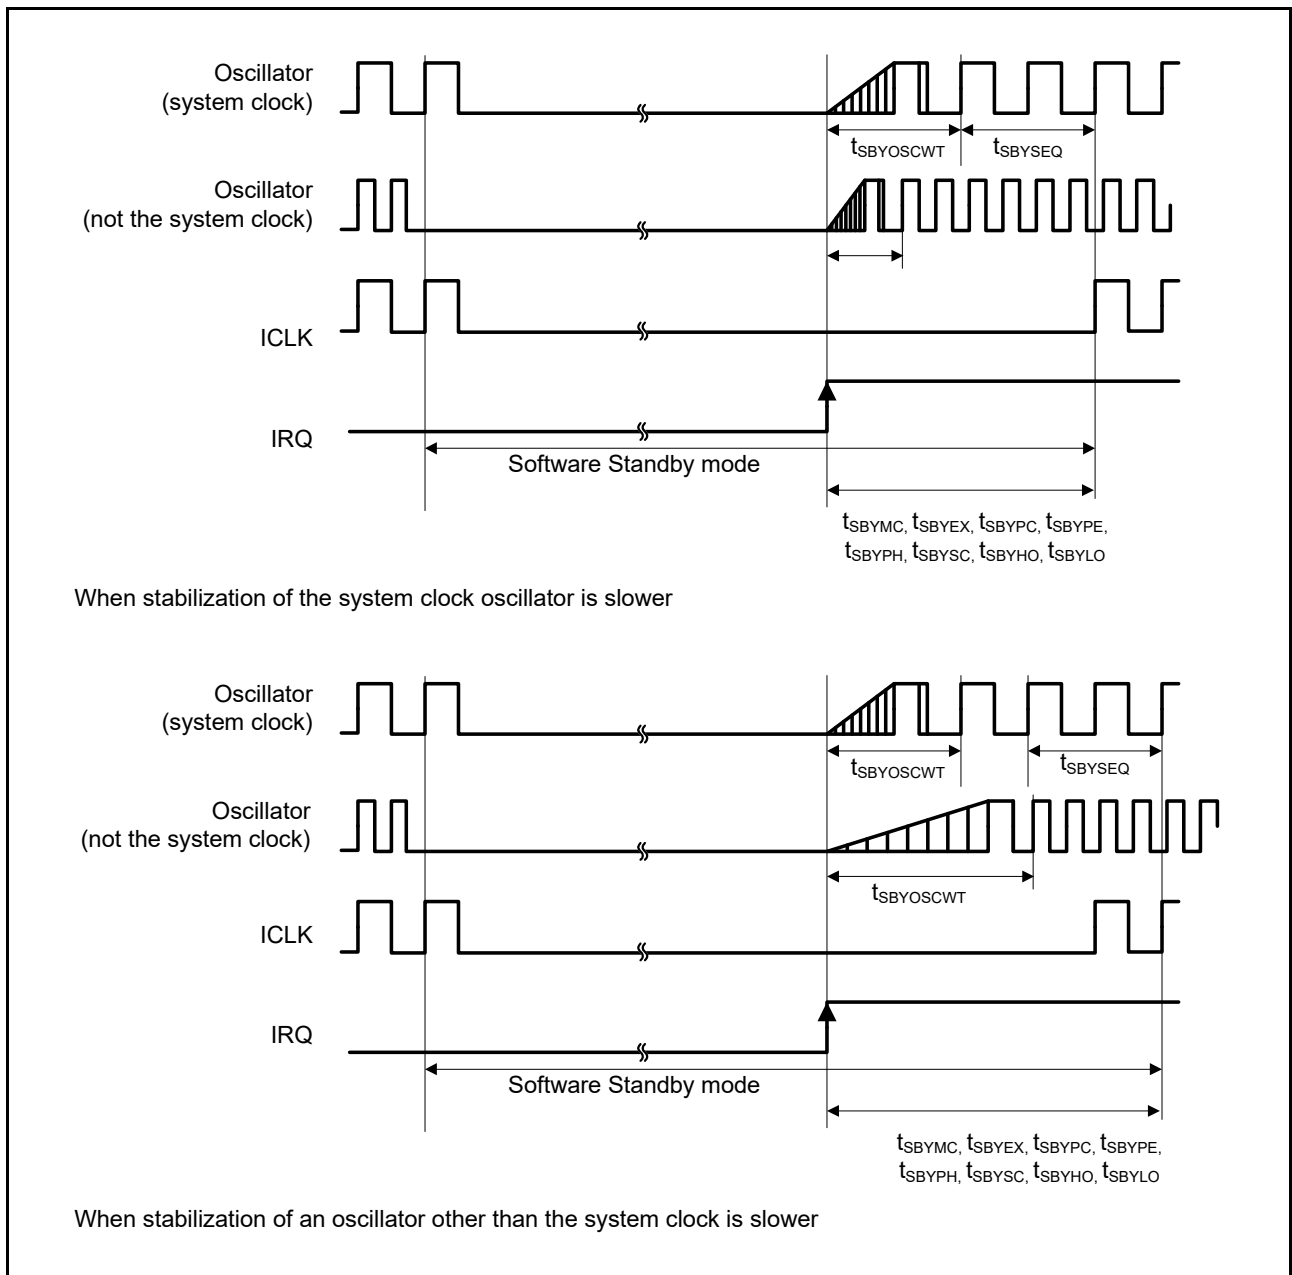 Oscillator
(system clock)
tSBYOSCWT tSBYSEQ
Oscillator
(not the system clock)
ICLK
IRQ
Software Standby mode
tSBYMC, tSBYEX, tSBYPC, tSBYPE,
tSBYPH, tSBYSC, tSBYHO, tSBYLO
When stabilization of the system clock oscillator is slower
Oscillator
(system clock)
tSBYOSCWT tSBYSEQ
Oscillator
(not the system clock)
tSBYOSCWT
ICLK
IRQ
Software Standby mode
tSBYMC, tSBYEX, tSBYPC, tSBYPE,
tSBYPH, tSBYSC, tSBYHO, tSBYLO
When stabilization of an oscillator other than the system clock is slower